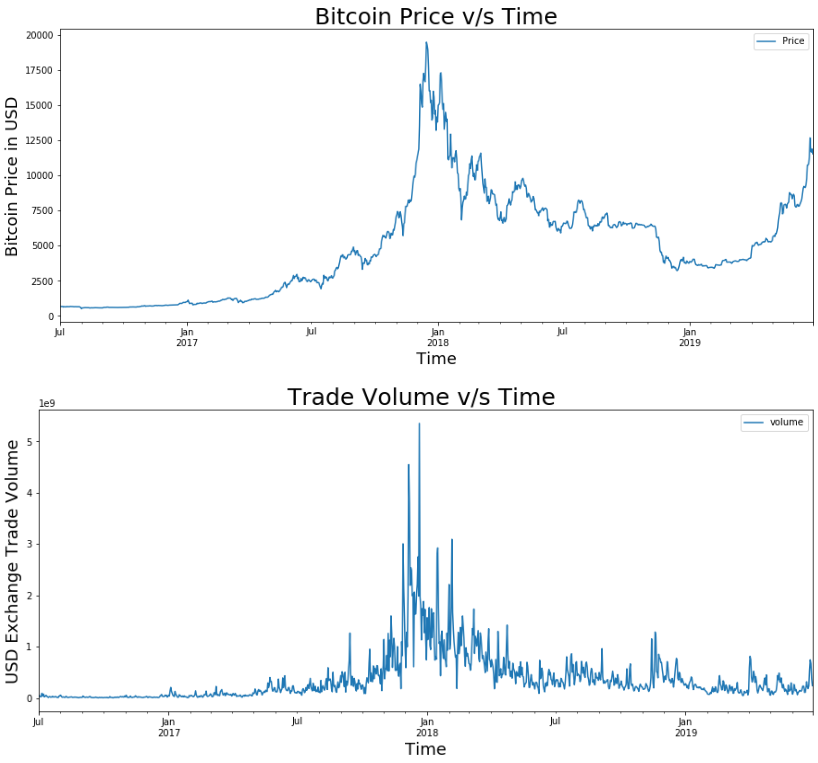 Bitcoin Price v/s Time
20000
17500
15000
12500
10000
7500
5000
2500
0
Bitcoin Price in USD
Price
Jul
Jan
2017
Jul
Jan
2018
Jul
Jan
2019
Time
Trade Volume v/s Time
1e9
5
4
3
2
1
0
USD Exchange Trade Volume
volume
Jul
Jan
2017
Jul
Jan
2018
Jul
Jan
2019
Time